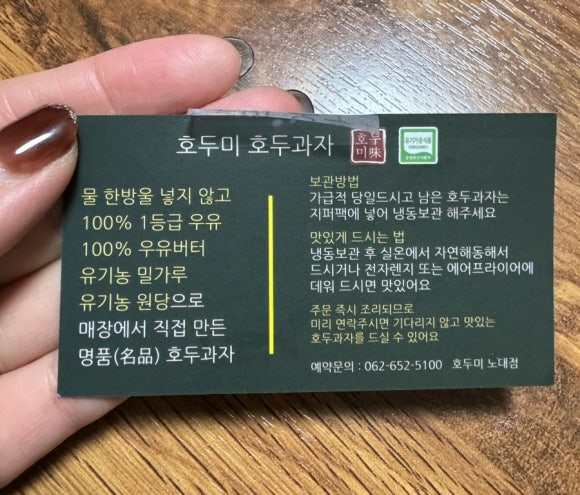 호두미 호두과자
호두
미味
유기가공식품
(ORGANIC)
물 한방울 넣지 않고
100% 1등급 우유
100% 우유버터
유기농 밀가루
유기농 원당으로
매장에서 직접 만든
명품(名品) 호두과자
보관방법
가급적 당일드시고 남은 호두과자는
지퍼팩에 넣어 냉동보관 해주세요
맛있게 드시는 법
냉동보관 후 실온에서 자연해동해서
드시거나 전자렌지 또는 에어프라이어에
데워 드시면 맛있어요
주문 즉시 조리되므로
미리 연락주시면 기다리지 않고 맛있는
호두과자를 드실 수 있어요
예약문의 : 062-652-5100 호두미 노대점